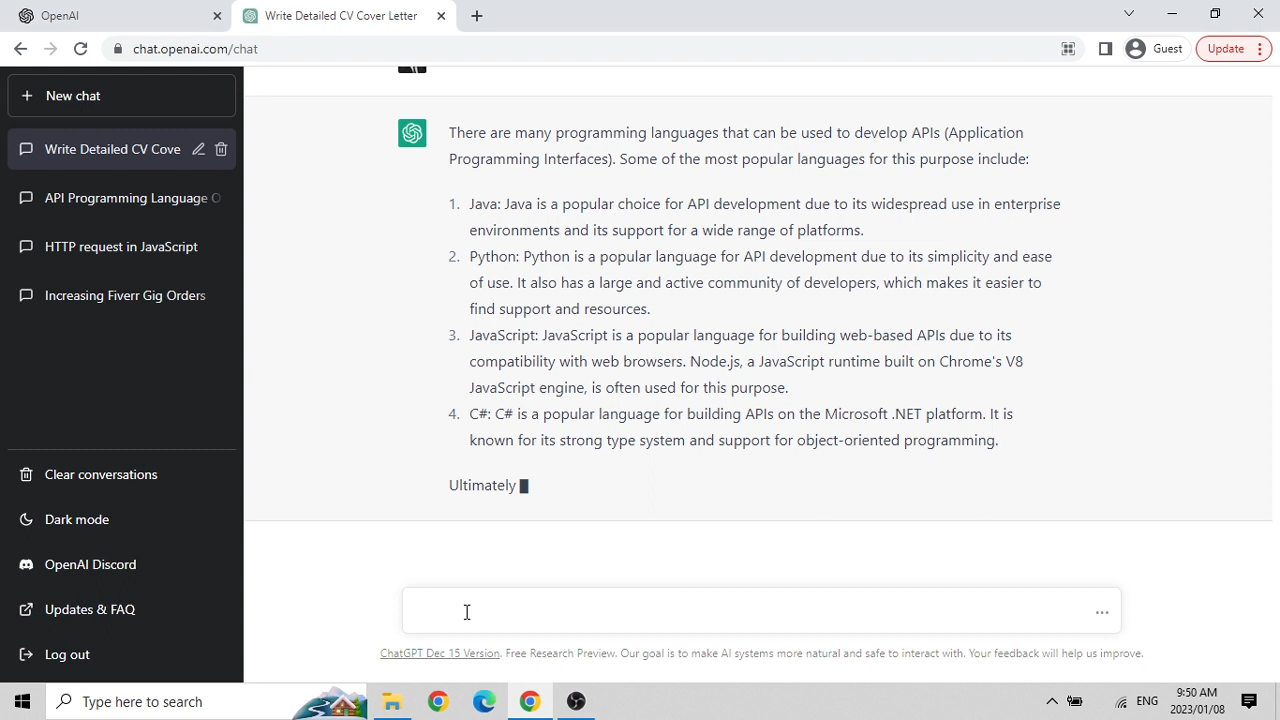 OpenAI
Write Detailed CV Cover Letter
chat.openai.com/chat
Guest
Update
New chat
Write Detailed CV Cove
API Programming Language O
HTTP request in JavaScript
Increasing Fiverr Gig Orders
Clear conversations
Dark mode
OpenAI Discord
Updates & FAQ
Log out
There are many programming languages that can be used to develop APIs (Application
Programming Interfaces). Some of the most popular languages for this purpose include:
1. Java: Java is a popular choice for API development due to its widespread use in enterprise
environments and its support for a wide range of platforms.
2. Python: Python is a popular language for API development due to its simplicity and ease
of use. It also has a large and active community of developers, which makes it easier to
find support and resources.
3. JavaScript: JavaScript is a popular language for building web-based APIs due to its
compatibility with web browsers. Node.js, a JavaScript runtime built on Chrome's V8
JavaScript engine, is often used for this purpose.
4. C#: C# is a popular language for building APIs on the Microsoft .NET platform. It is
known for its strong type system and support for object-oriented programming.
Ultimately
ChatGPT Dec 15 Version. Free Research Preview. Our goal is to make AI systems more natural and safe to interact with. Your feedback will help us improve.
Type here to search
ENG
9:50 AM
2023/01/08